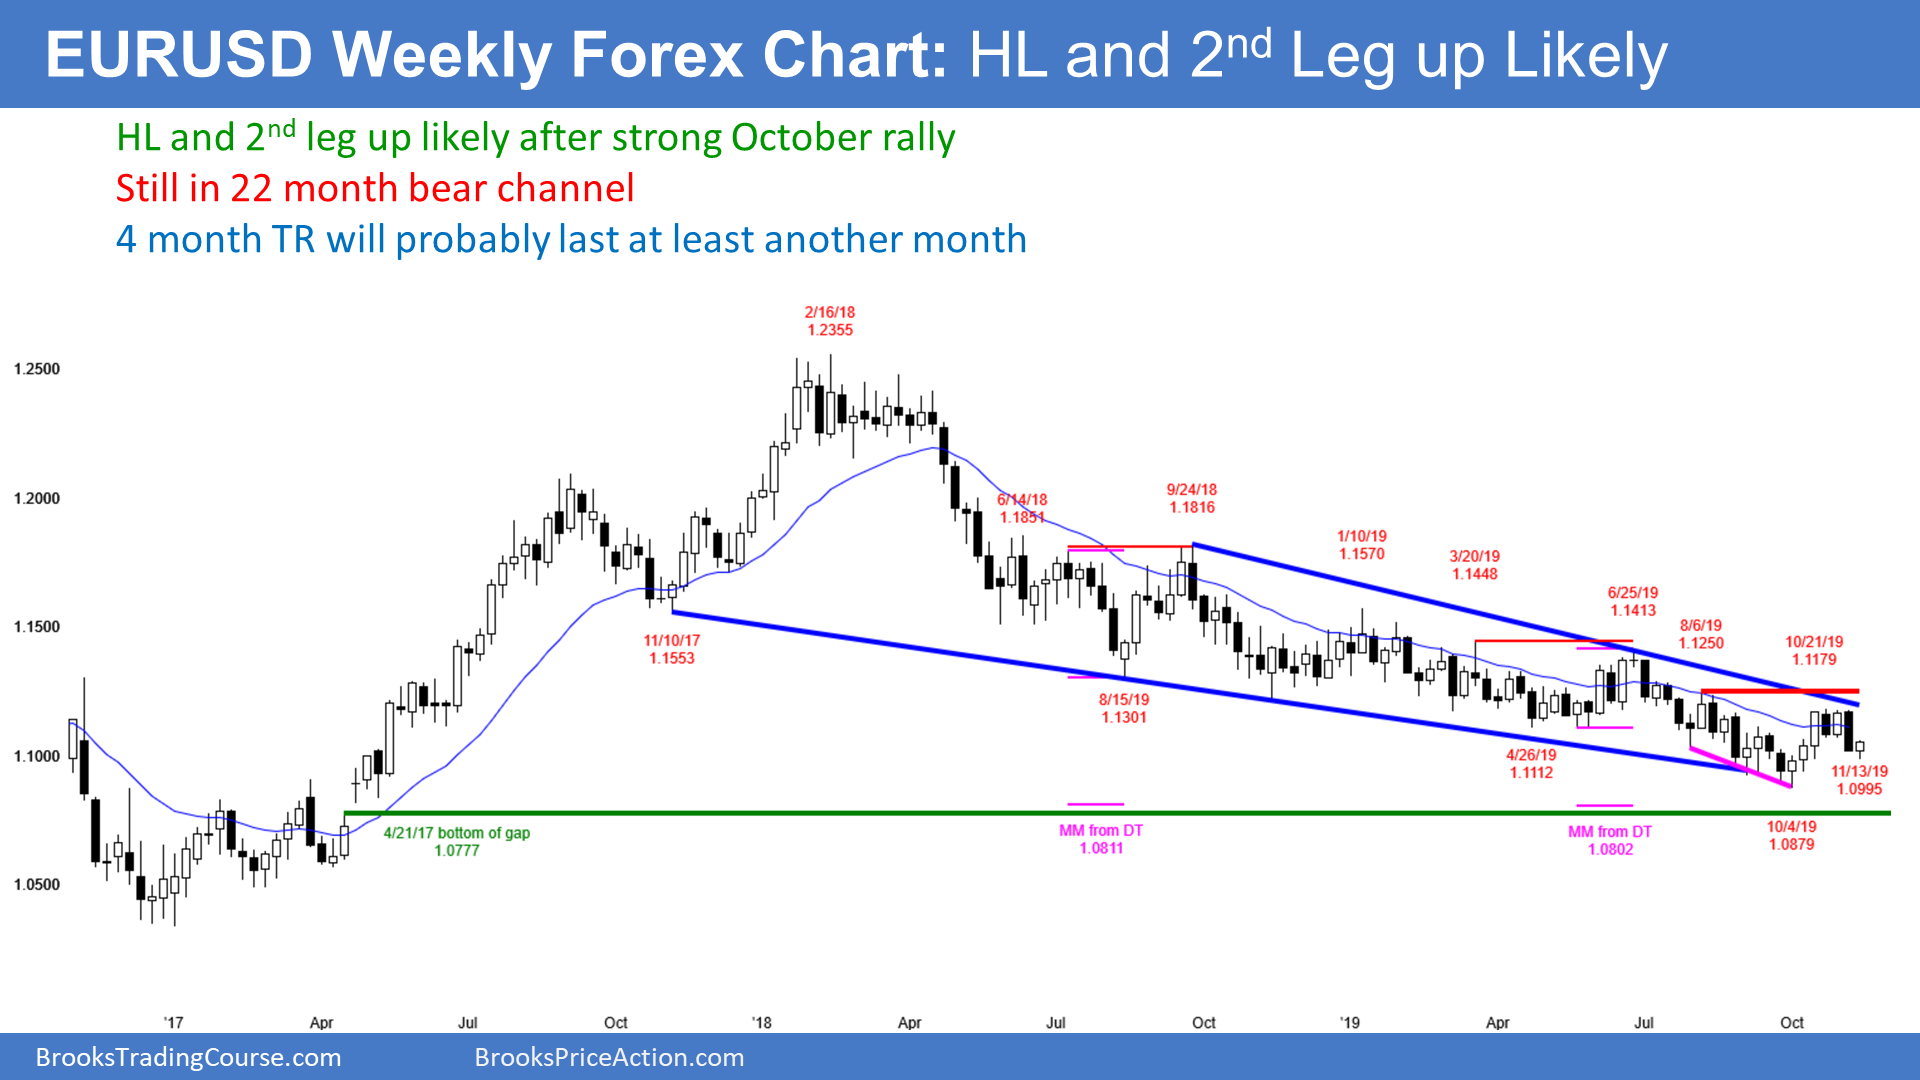 EURUSD Weekly Forex Chart: HL and 2nd Leg up Likely
HL and 2nd leg up likely after strong October rally
Still in 22 month bear channel
4 month TR will probably last at least another month
2/16/18
1.2355
1.2500
1.2000
1.1500
1.1000
1.0500
6/14/18
1.1851
9/24/18
1.1816
1/10/19
1.1570
3/20/19
1.1448
6/25/19
1.1413
8/6/19
1.1250
10/21/19
1.1179
11/10/17
1.1553
8/15/19
1.1301
4/26/19
1.1112
11/13/19
1.0995
4/21/17 bottom of gap
1.0777
MM from DT
1.0811
MM from DT
1.0802
10/4/19
1.0879
'17
Apr
Jul
Oct
'18
Apr
Jul
Oct
'19
Apr
Jul
Oct
BrooksTradingCourse.com
BrooksPriceAction.com